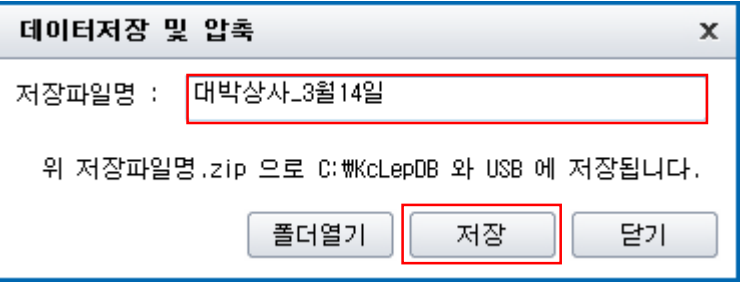 데이터저장 및 압축 x
저장파일명 : 대박상사_3월14일
위 저장파일명.zip 으로 C:₩KcLepDB 와 USB 에 저장됩니다.
폴더열기 저장 닫기